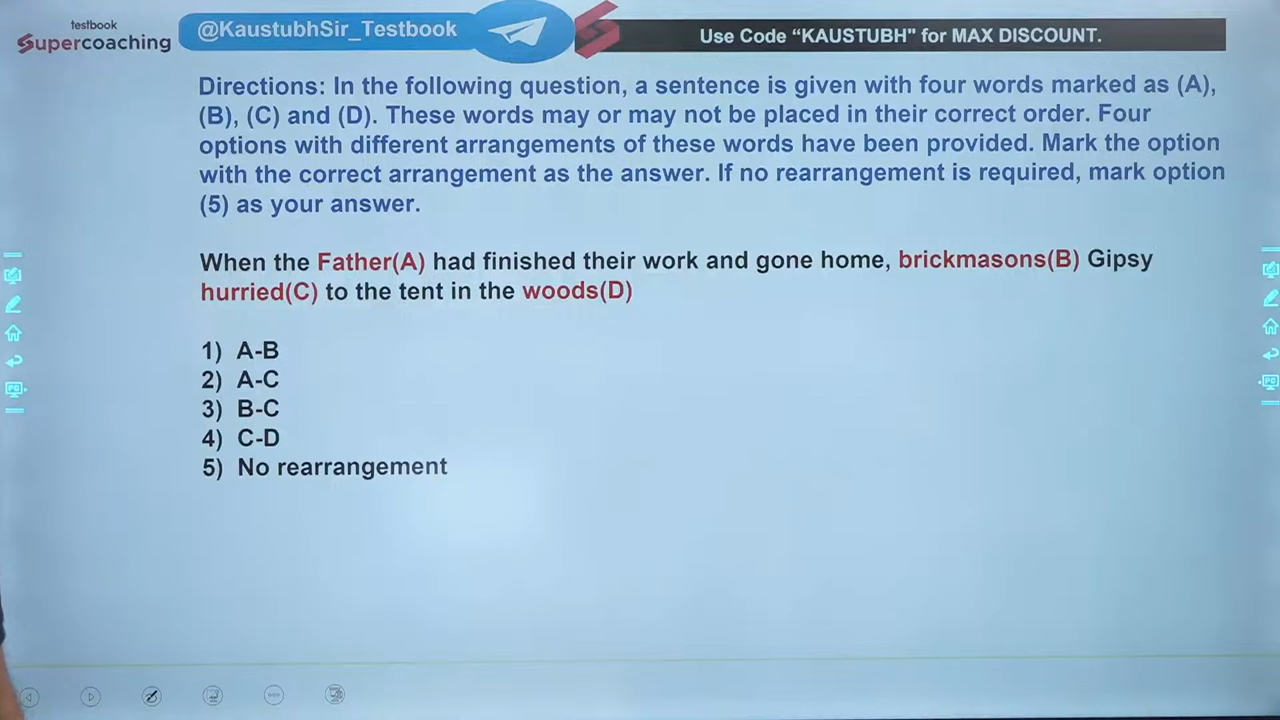 testbook
Supercoaching
@KaustubhSir_Testbook
Use Code “KAUSTUBH" for MAX DISCOUNT.
Directions: In the following question, a sentence is given with four words marked as (A),
(B), (C) and (D). These words may or may not be placed in their correct order. Four
options with different arrangements of these words have been provided. Mark the option
with the correct arrangement as the answer. If no rearrangement is required, mark option
(5) as your answer.
When the Father(A) had finished their work and gone home, brickmasons(B) Gipsy
hurried(C) to the tent in the woods(D)
1) A-B
2) A-C
3) B-C
4) C-D
5) No rearrangement